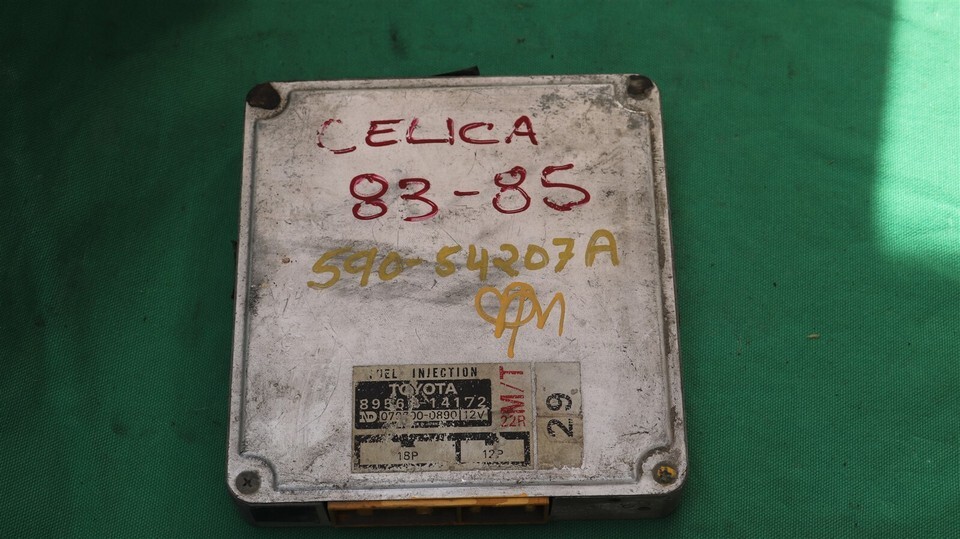 CELICA
83-85
590-54207A
FUEL INJECTION
TOYOTA
M/T
22R
29
12V
18P
12P